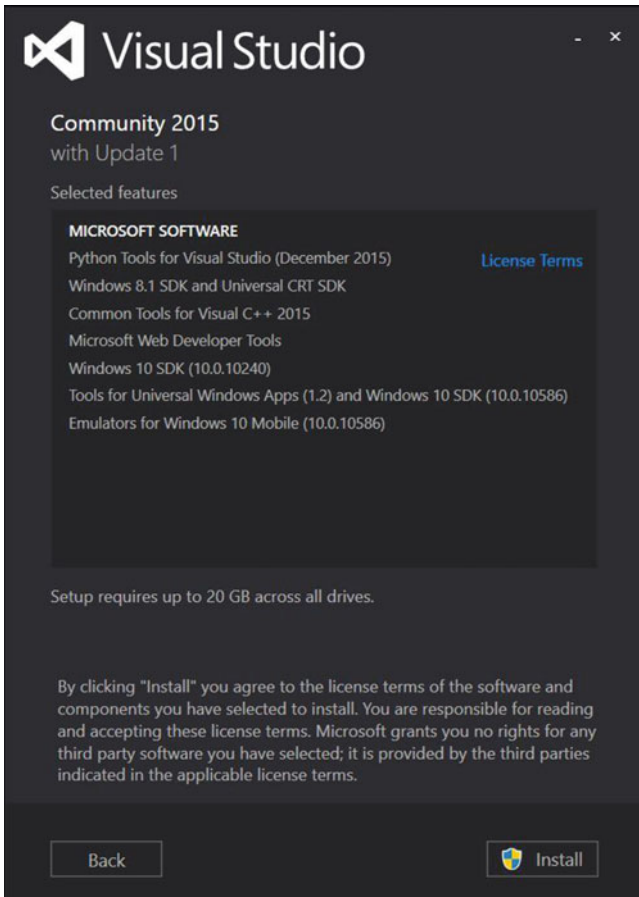 Visual Studio
Community 2015
with Update 1
Selected features
MICROSOFT SOFTWARE
Python Tools for Visual Studio (December 2015)
License Terms
Windows 8.1 SDK and Universal CRT SDK
Common Tools for Visual C++ 2015
Microsoft Web Developer Tools
Windows 10 SDK (10.0.10240)
Tools for Universal Windows Apps (1.2) and Windows 10 SDK (10.0.10586)
Emulators for Windows 10 Mobile (10.0.10586)
Setup requires up to 20 GB across all drives.
By clicking "Install" you agree to the license terms of the software and
components you have selected to install. You are responsible for reading
and accepting these license terms. Microsoft grants you no rights for any
third party software you have selected; it is provided by the third parties
indicated in the applicable license terms.
Back
Install